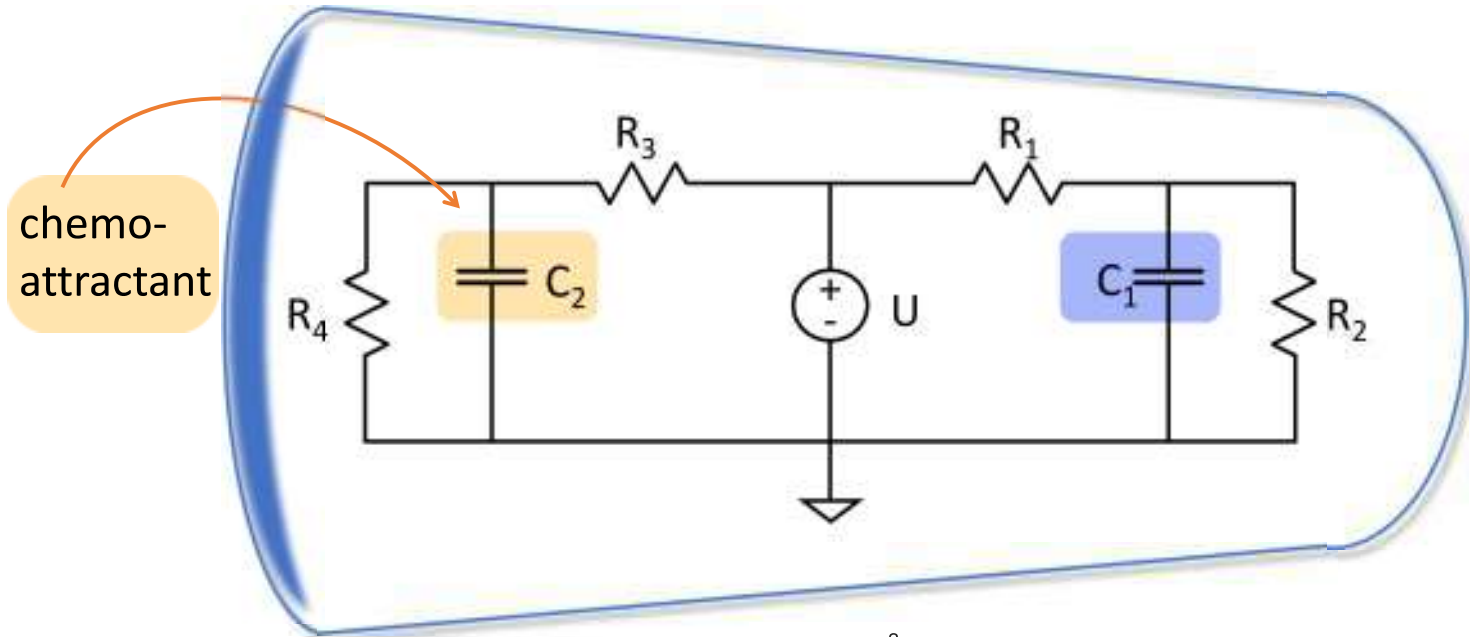 R3
R1
chemo-
attractant
C2
C1
R4
+
-
U
R2